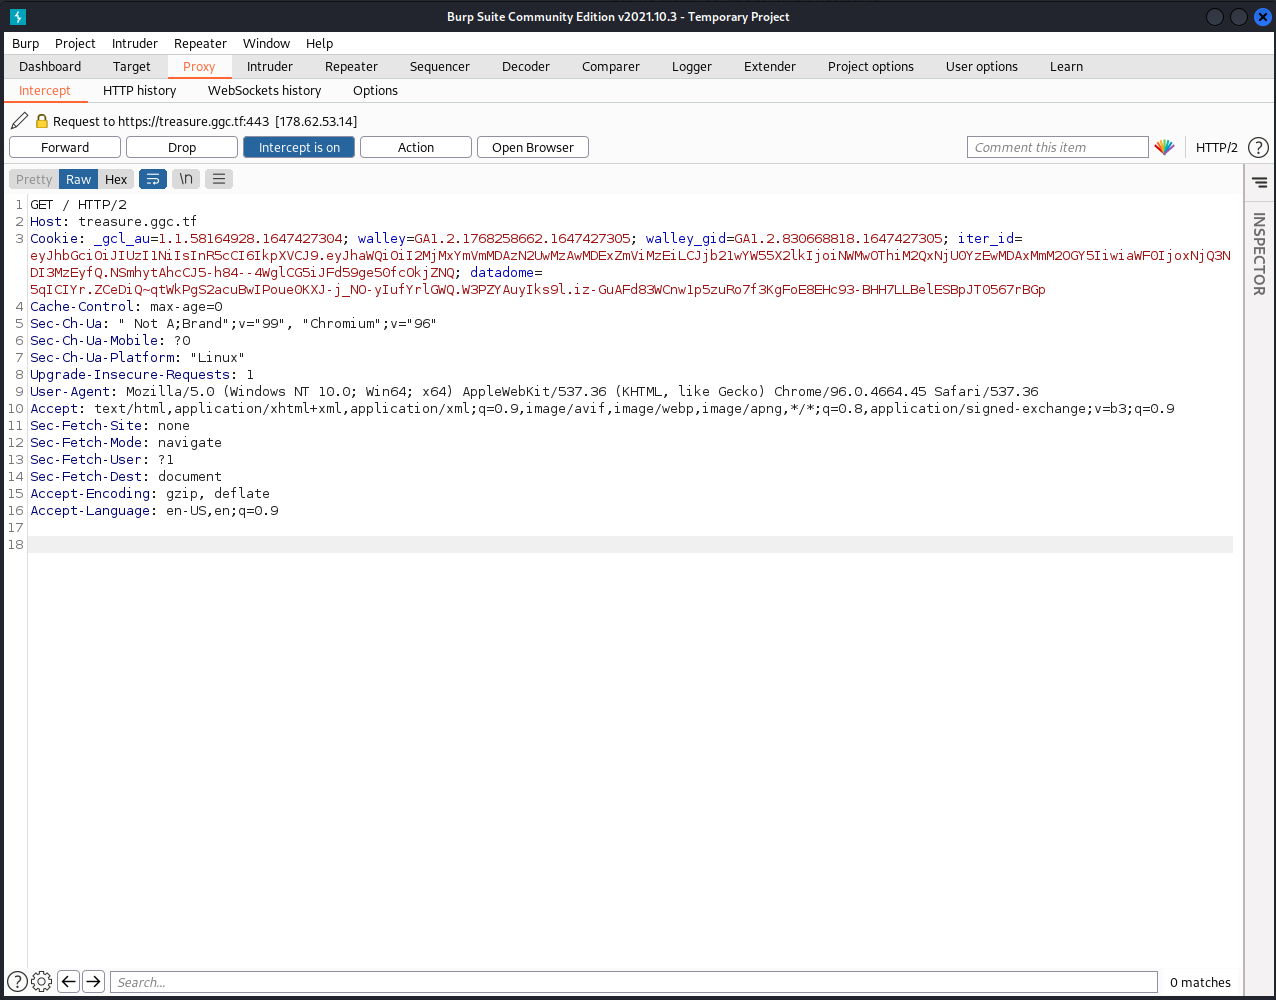 Burp Suite Community Edition v2021.10.3 - Temporary Project
Burp Project Intruder Repeater Window Help
Dashboard Target Proxy Intruder Repeater Sequencer Decoder Comparer Logger Extender Project options User options Learn
Intercept HTTP history WebSockets history Options
Request to https://treasure.ggc.tf:443 [178.62.53.14]
Forward Drop Intercept is on Action Open Browser Comment this item HTTP/2 ?
Pretty Raw Hex \n
INSPECTOR
1 GET / HTTP/2
2 Host: treasure.ggc.tf
3 Cookie: _gcl_au=1.1.58164928.1647427304; walley=GA1.2.1768258662.1647427305; walley_gid=GA1.2.830668818.1647427305; iter_id=
eyJhbGciOiJIUzI1NiIsInR5cCI6IkpXVCJ9.eyJhaWQiOiI2MjMxYmVmMDAzN2UwMzAwMDExZmViMzEiLCJjb21wYW55X2lkIjoiNWMwOThiM2QxNjU0YzEwMDAxMmM2OGY5IiwiaWF0IjoxNjQ3N
DI3MzEyfQ.NSmhytAhcCJ5-h84--4WglCG5iJFd59ge50fc0kjZNQ; datadome=
5qICIYr.ZCeDiQ~qtWkPgS2acuBwIPoue0KXJ-j_NO-yIufYrlGWQ.W3PZYAuyIks9l.iz-GuAFd83WCnw1p5zuRo7f3KgFoE8EHc93-BHH7LLBelESBpJT0567rBGp
4 Cache-Control: max-age=0
5 Sec-Ch-Ua: " Not A;Brand";v="99", "Chromium";v="96"
6 Sec-Ch-Ua-Mobile: ?0
7 Sec-Ch-Ua-Platform: "Linux"
8 Upgrade-Insecure-Requests: 1
9 User-Agent: Mozilla/5.0 (Windows NT 10.0; Win64; x64) AppleWebKit/537.36 (KHTML, like Gecko) Chrome/96.0.4664.45 Safari/537.36
10 Accept: text/html,application/xhtml+xml,application/xml;q=0.9,image/avif,image/webp,image/apng,*/*;q=0.8,application/signed-exchange;v=b3;q=0.9
11 Sec-Fetch-Site: none
12 Sec-Fetch-Mode: navigate
13 Sec-Fetch-User: ?1
14 Sec-Fetch-Dest: document
15 Accept-Encoding: gzip, deflate
16 Accept-Language: en-US,en;q=0.9
17
18
? Search... 0 matches